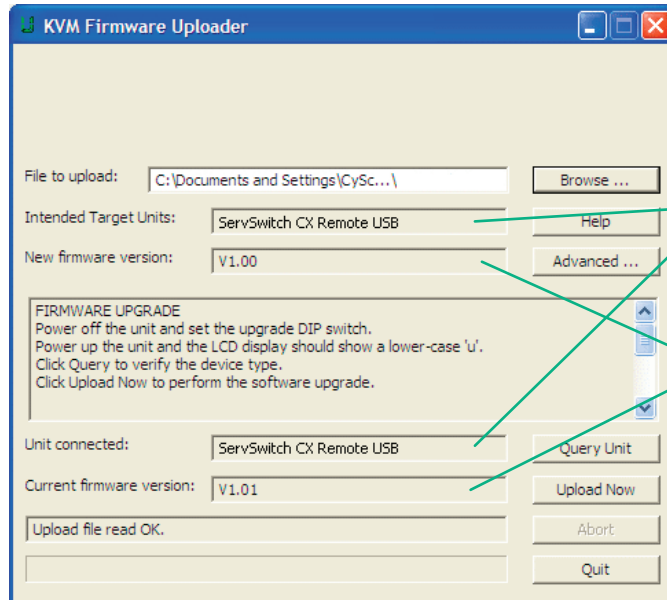 KVM Firmware Uploader
File to upload: C:\Documents and Settings\CySc...\ Browse ...
Intended Target Units: ServSwitch CX Remote USB Help
New firmware version: V1.00 Advanced ...
FIRMWARE UPGRADE
Power off the unit and set the upgrade DIP switch.
Power up the unit and the LCD display should show a lower-case 'u'.
Click Query to verify the device type.
Click Upload Now to perform the software upgrade.
Unit connected: ServSwitch CX Remote USB Query Unit
Current firmware version: V1.01 Upload Now
Upload file read OK. Abort
Quit